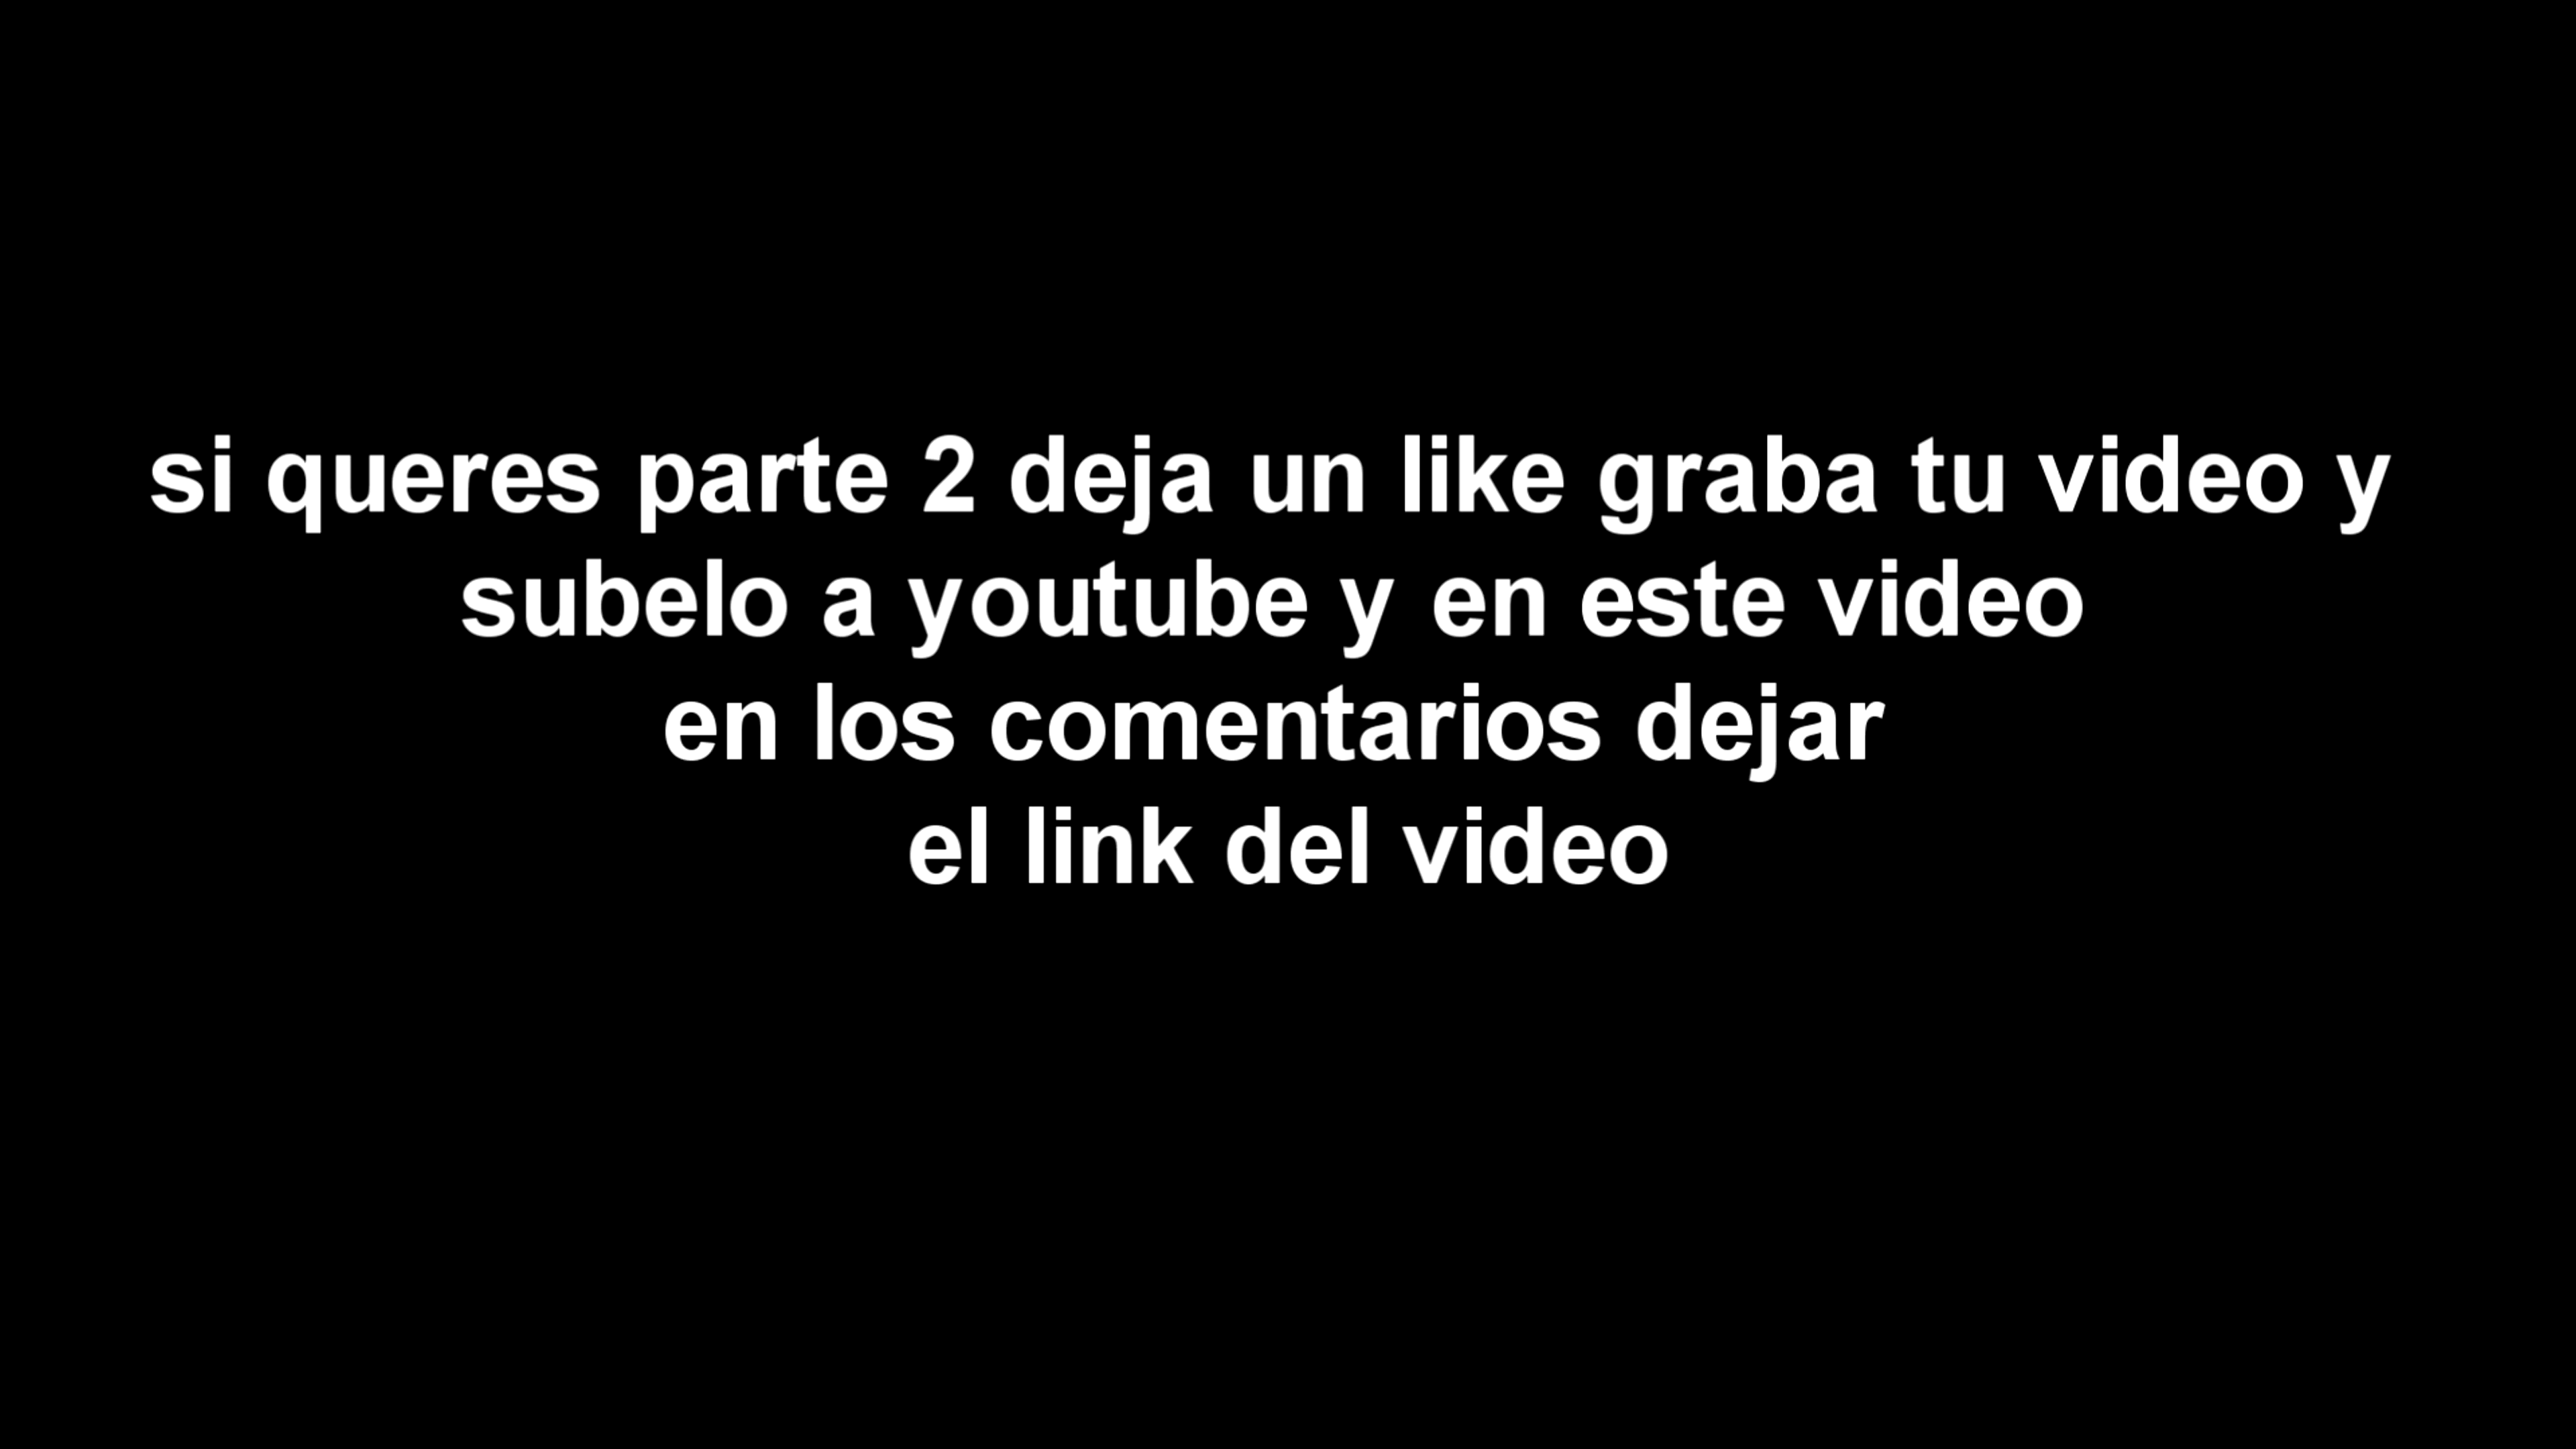 si queres parte 2 deja un like graba tu video y
subelo a youtube y en este video
en los comentarios dejar
el link del video